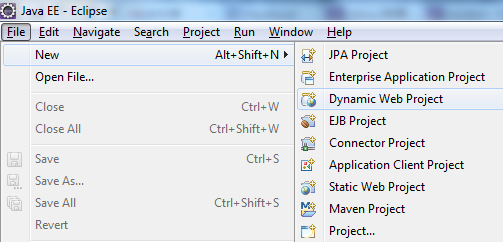 Java EE - Eclipse
File Edit Navigate Search Project Run Window Help
New Alt+Shift+N
Open File...
Close Ctrl+W
Close All Ctrl+Shift+W
Save Ctrl+S
Save As...
Save All Ctrl+Shift+S
Revert
JPA Project
Enterprise Application Project
Dynamic Web Project
EJB Project
Connector Project
Application Client Project
Static Web Project
Maven Project
Project...